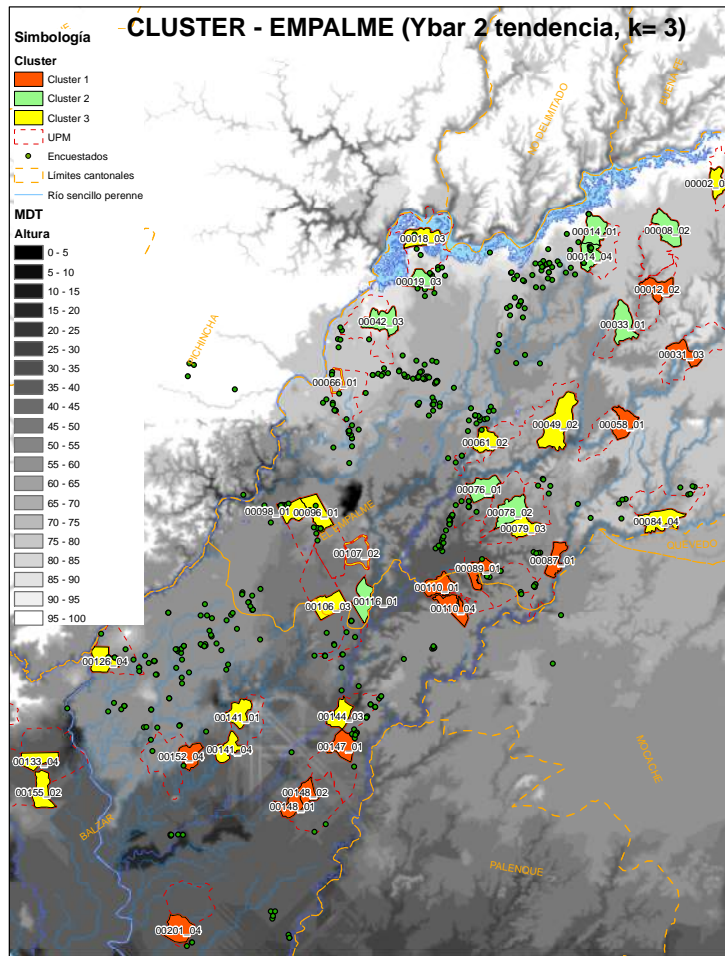 CLUSTER - EMPALME (Ybar 2 tendencia, k= 3)
Simbología
Cluster
Cluster 1
Cluster 2
Cluster 3
UPM
Encuestados
Límites cantonales
Río sencillo perenne
MDT
Altura
0 - 5
5 - 10
10 - 15
15 - 20
20 - 25
25 - 30
30 - 35
35 - 40
40 - 45
45 - 50
50 - 55
55 - 60
60 - 65
65 - 70
70 - 75
75 - 80
80 - 85
85 - 90
90 - 95
95 - 100
NO DELIMITADO
00002_0
00018_03
00014_01
00008_02
00014_04
00019_03
00012_02
00042_03
00033_01
PICHINCHA
00031_03
00066_01
00049_02
00058_01
00061_02
00076_01
00098_01
00096_01
00078_02
00079_03
00084_04
00107_02
00087_01
00089_01
00110_01
00116_01
00106_03
00110_04
00126_04
00141_01
00144_03
00141_04
00147_01
MOCACHE
00152_04
00133_04
00155_02
00148_02
00148_01
BALZAR
PALENQUE
00201_04